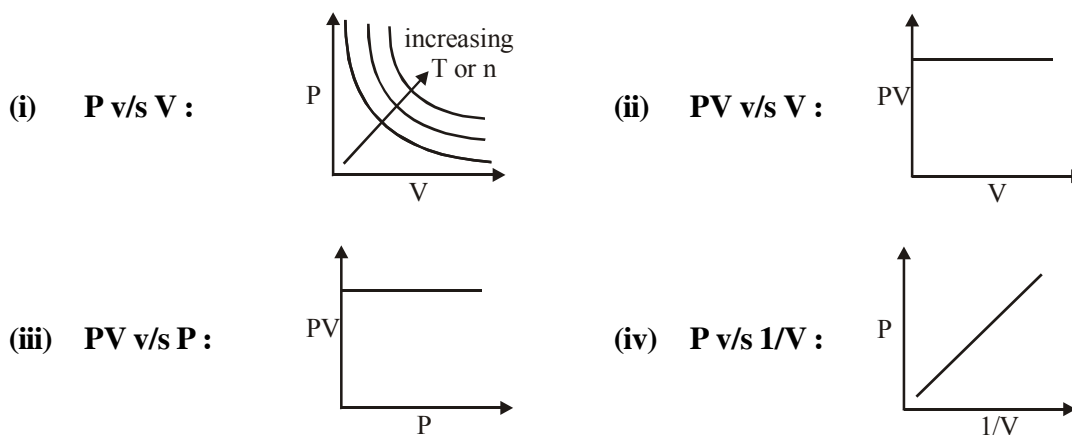 increasing
T or n
P
(i) P v/s V :
V
(ii) PV v/s V :
PV
V
(iii) PV v/s P :
PV
P
(iv) P v/s 1/V :
P
1/V